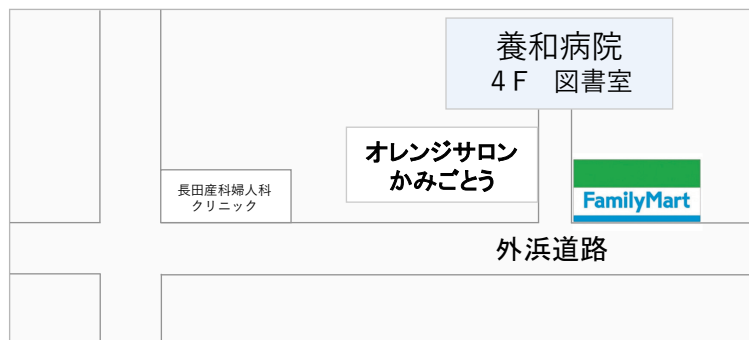 養和病院
４Ｆ　図書室
オレンジサロン
かみごとう
長田産科婦人科
クリニック
FamilyMart
外浜道路